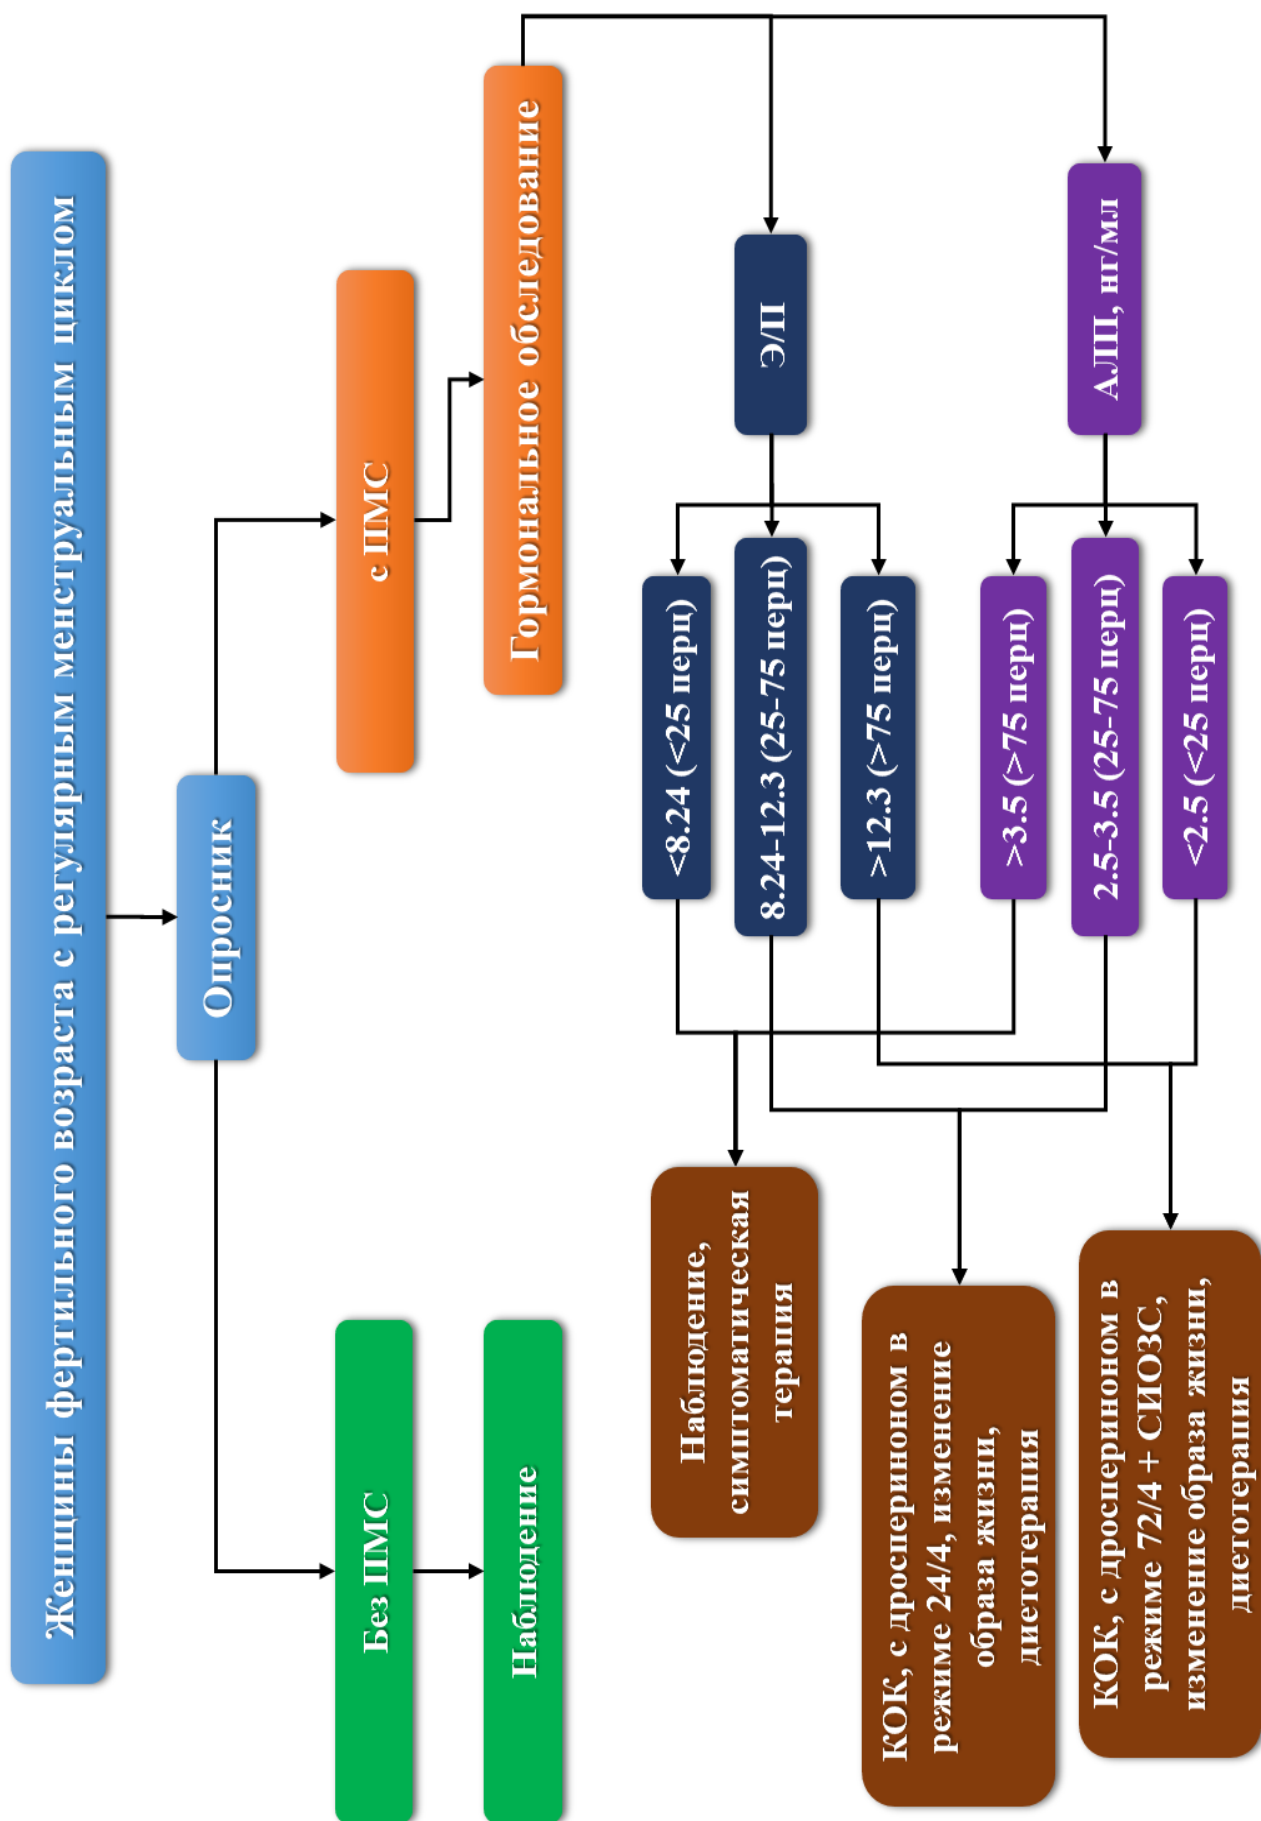 Женщины фертильного возраста с регулярным менструальным циклом
Опросник
Без ПМС
с ПМС
Наблюдение
Гормональное обследование
Э/П
АЛП, нг/мл
<8.24 (<25 перц)
8.24-12.3 (25-75 перц)
>12.3 (>75 перц)
>3.5 (>75 перц)
2.5-3.5 (25-75 перц)
<2.5 (<25 перц)
Наблюдение,
симптоматическая
терапия
КОК, с дросперином в
режиме 24/4, изменение
образа жизни,
диетотерапия
КОК, с дросперином в
режиме 72/4 + СИОЗС,
изменение образа жизни,
диетотерапия